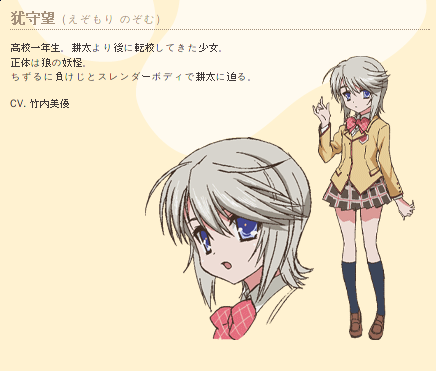 犹守望 (えぞもり のぞむ)
高校一年生。耕太より後に転校してきた少女。
正体は狼の妖怪。
ちずるに負けじとスレンダーボディで耕太に迫る。
CV. 竹内美優